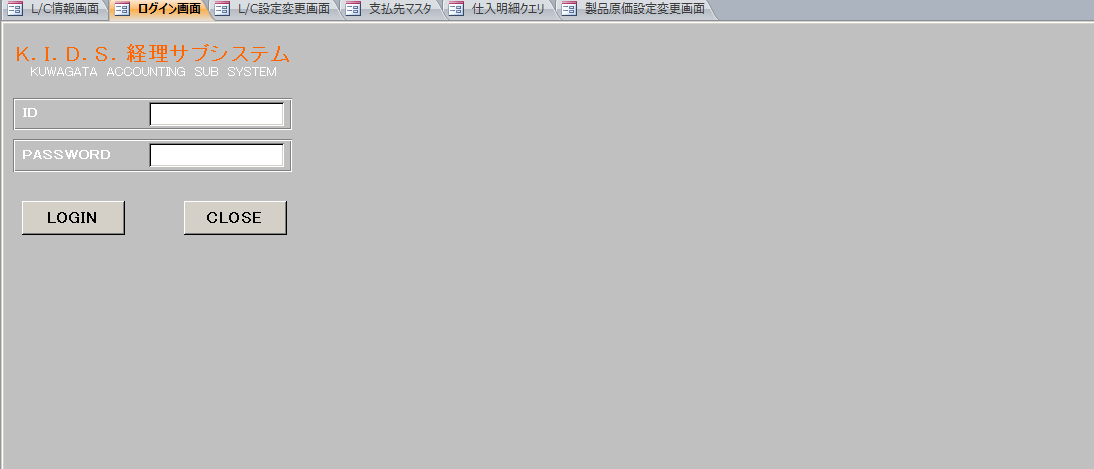 L/C情報画面 ログイン画面 L/C設定変更画面 支払先マスタ 仕入明細クエリ 製品原価設定変更画面
K.I.D.S.経理サブシステム
KUWAGATA ACCOUNTING SUB SYSTEM
ID
PASSWORD
LOGIN CLOSE